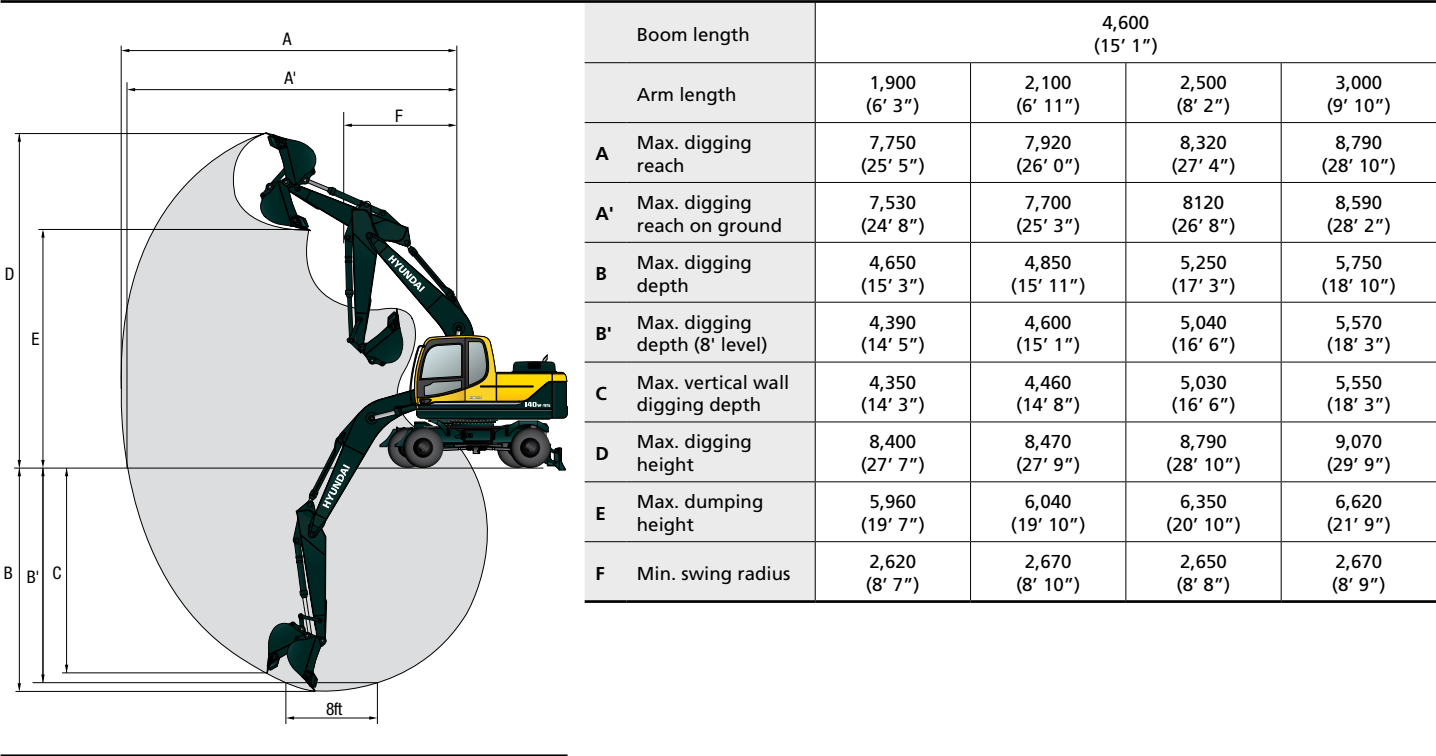 A
A'
F
D
E
HYUNDAI
140w-9S
HYUNDAI
B
B'
C
8ft
Boom length
4,600
(15’ 1”)
Arm length
1,900
(6’ 3”)
2,100
(6’ 11”)
2,500
(8’ 2”)
3,000
(9’ 10”)
A
Max. digging
reach
7,750
(25’ 5”)
7,920
(26’ 0”)
8,320
(27’ 4”)
8,790
(28’ 10”)
A'
Max. digging
reach on ground
7,530
(24’ 8”)
7,700
(25’ 3”)
8120
(26’ 8”)
8,590
(28’ 2”)
B
Max. digging
depth
4,650
(15’ 3”)
4,850
(15’ 11”)
5,250
(17’ 3”)
5,750
(18’ 10”)
B'
Max. digging
depth (8' level)
4,390
(14’ 5”)
4,600
(15’ 1”)
5,040
(16’ 6”)
5,570
(18’ 3”)
C
Max. vertical wall
digging depth
4,350
(14’ 3”)
4,460
(14’ 8”)
5,030
(16’ 6”)
5,550
(18’ 3”)
D
Max. digging
height
8,400
(27’ 7”)
8,470
(27’ 9”)
8,790
(28’ 10”)
9,070
(29’ 9”)
E
Max. dumping
height
5,960
(19’ 7”)
6,040
(19’ 10”)
6,350
(20’ 10”)
6,620
(21’ 9”)
F
Min. swing radius
2,620
(8’ 7”)
2,670
(8’ 10”)
2,650
(8’ 8”)
2,670
(8’ 9”)